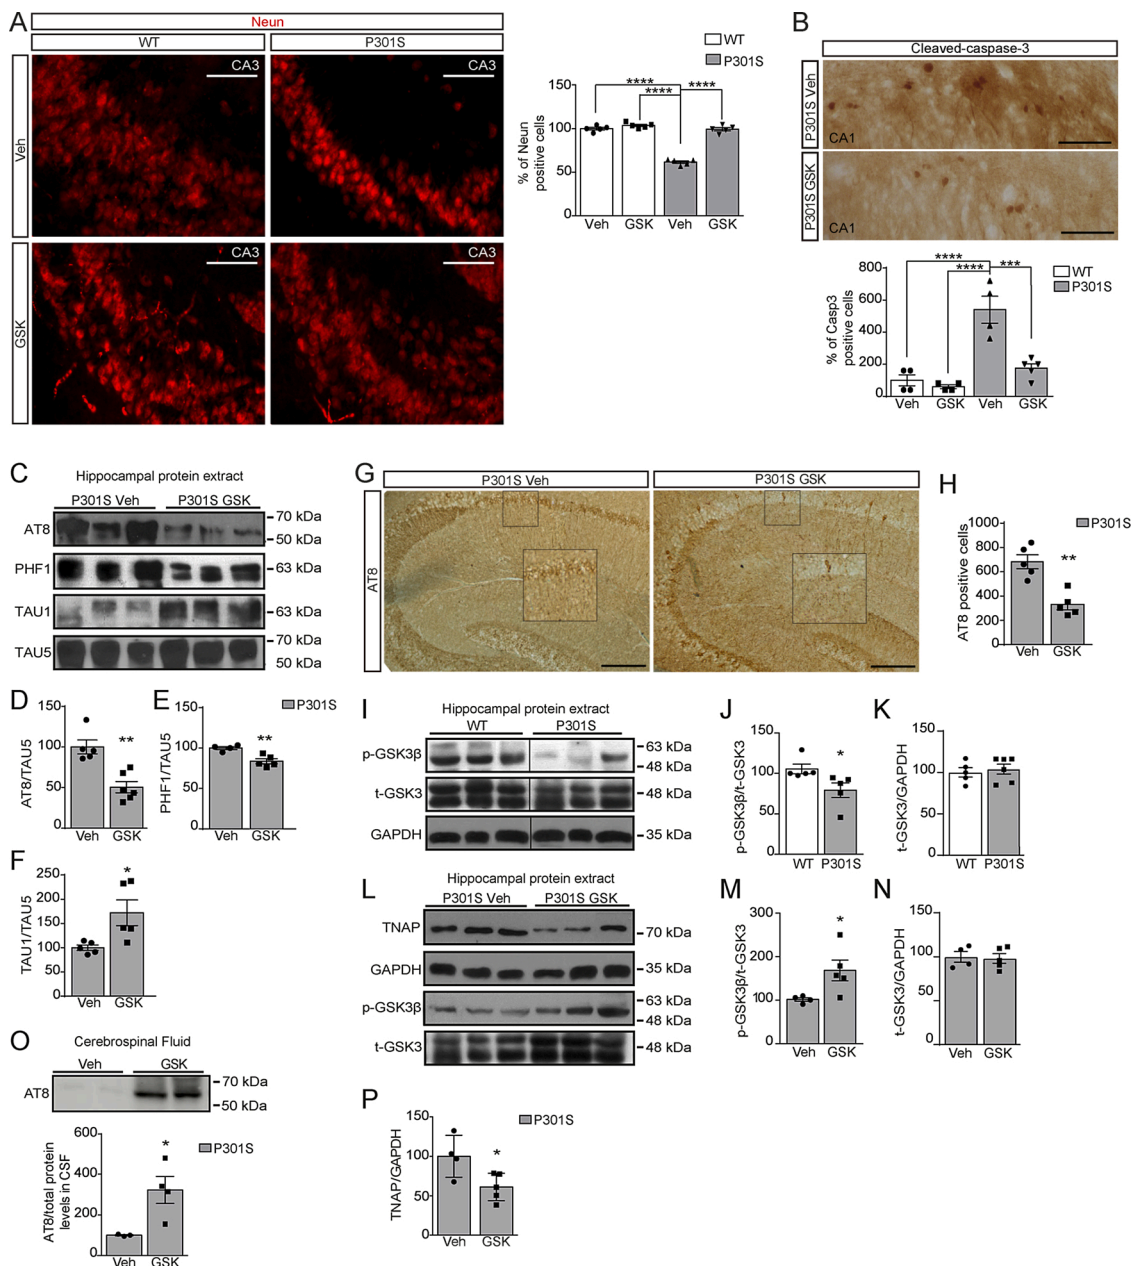 A
Neun
WT
P301S
Veh
CA3
CA3
GSK
CA3
CA3
WT
P301S
****
****
****
% of Neun
positive cells
150
100
50
0
Veh
GSK
Veh
GSK
B
Cleaved-caspase-3
P301S Veh
CA1
P301S GSK
CA1
WT
P301S
****
****
***
% of Casp3
positive cells
800
600
400
200
0
Veh
GSK
Veh
GSK
C
Hippocampal protein extract
P301S Veh
P301S GSK
AT8
70 kDa
50 kDa
PHF1
63 kDa
TAU1
63 kDa
TAU5
70 kDa
50 kDa
G
P301S Veh
P301S GSK
AT8
H
P301S
AT8 positive cells
1000
800
600
400
200
0
**
Veh
GSK
D
AT8/TAU5
150
100
50
0
**
Veh
GSK
E
PHF1/TAU5
150
100
50
0
**
Veh
GSK
P301S
F
TAU1/TAU5
250
200
150
100
50
0
*
Veh
GSK
I
Hippocampal protein extract
WT
P301S
p-GSK3β
63 kDa
48 kDa
t-GSK3
48 kDa
GAPDH
35 kDa
J
p-GSK3β/t-GSK3
150
100
50
0
*
WT
P301S
K
t-GSK3/GAPDH
150
100
50
0
WT
P301S
L
Hippocampal protein extract
P301S Veh
P301S GSK
TNAP
70 kDa
GAPDH
35 kDa
p-GSK3β
63 kDa
48 kDa
t-GSK3
48 kDa
M
p-GSK3β/t-GSK3
300
200
100
0
*
Veh
GSK
N
t-GSK3/GAPDH
150
100
50
0
Veh
GSK
O
Cerebrospinal Fluid
Veh
GSK
AT8
70 kDa
50 kDa
AT8/total protein
levels in CSF
600
400
200
0
*
P301S
Veh
GSK
P
TNAP/GAPDH
150
100
50
0
*
P301S
Veh
GSK